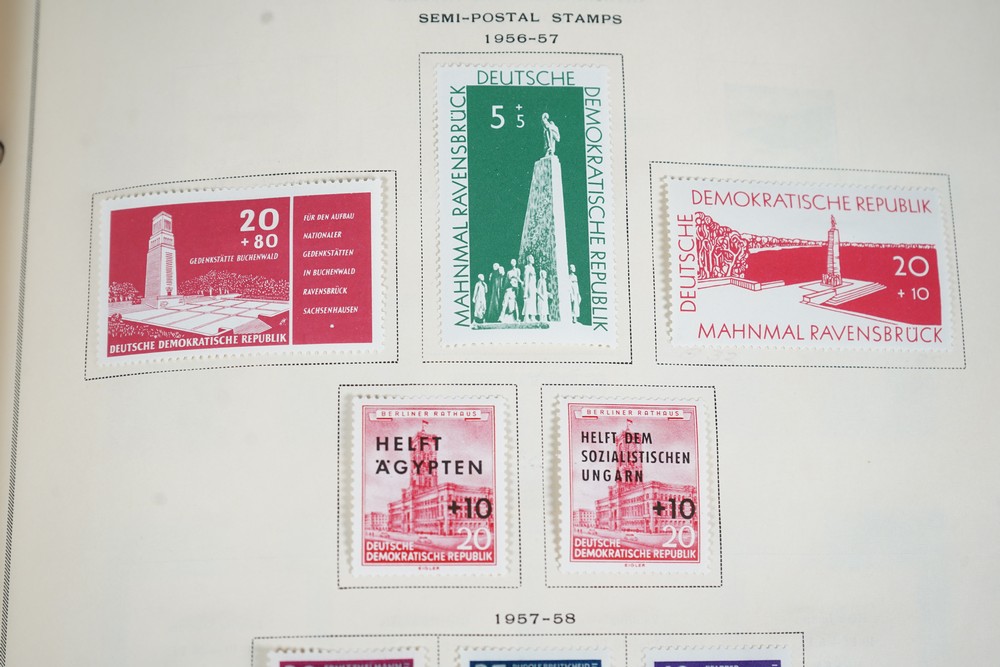 SEMI-POSTAL STAMPS
1956-57
20
+ 80
GEDENKSTÄTTE BUCHENWALD
FÜR DEN AUFBAU
NATIONALER
GEDENKSTÄTTEN
IN BUCHENWALD
RAVENSBRÜCK
SACHSENHAUSEN
DEUTSCHE DEMOKRATISCHE REPUBLIK
MAHNMAL RAVENSBRÜCK
DEUTSCHE
DEMOKRATISCHE REPUBLIK
5 + 5
DEUTSCHE
DEMOKRATISCHE REPUBLIK
20
+ 10
MAHNMAL RAVENSBRÜCK
BERLINER RATHAUS
HELFT
ÄGYPTEN
+10
20
DEUTSCHE
DEMOKRATISCHE REPUBLIK
EIGLER
BERLINER RATHAUS
HELFT DEM
SOZIALISTISCHEN
UNGARN
+10
20
DEUTSCHE
DEMOKRATISCHE REPUBLIK
EIGLER
1957-58